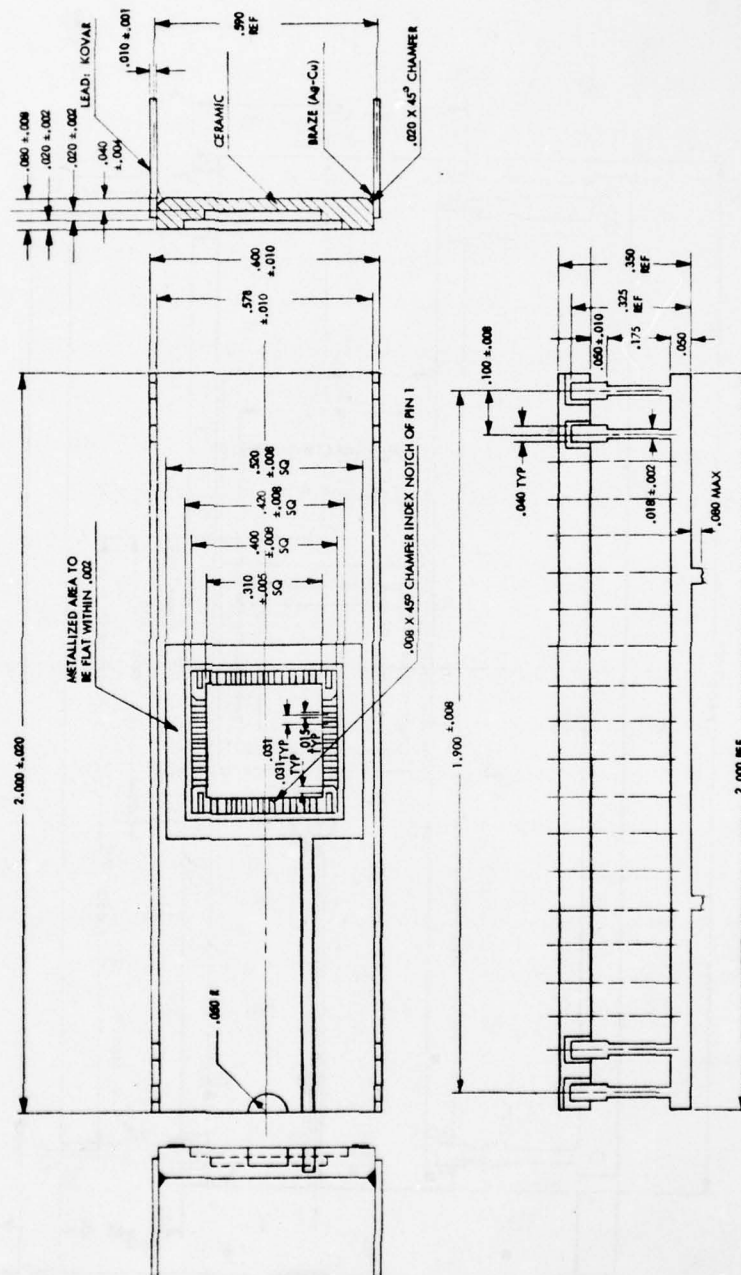 .080 ±.008
.020 ±.002
.020 ±.002
.040
±.004
LEAD: KOVAR
.010 ±.001
.590
REF
CERAMIC
BRAZE (Ag-Cu)
.020 X 45° CHAMFER
.600
±.010
.578
±.010
2.000 ±.020
METALLIZED AREA TO
BE FLAT WITHIN .002
.520
±.008
SQ
.420
±.008
SQ
.400
±.008
SQ
.310
±.005
SQ
.031
TYP
.031
TYP
.015
TYP
.008 X 45° CHAMFER INDEX NOTCH OF PIN 1
.080 R
.350
REF
.325
REF
.050 ±.010
.175
.050
.100 ±.008
.040 TYP
.018 ±.002
.080 MAX
1.900 ±.008
2.000 REF